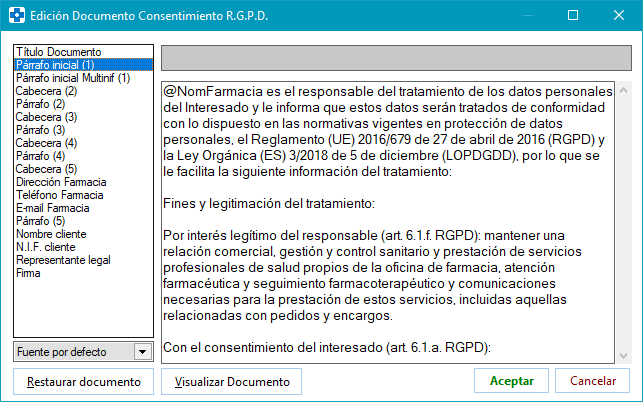 Edición Documento Consentimiento R.G.P.D.
Título Documento
Párrafo inicial (1)
Párrafo inicial Multinif (1)
Cabecera (2)
Párrafo (2)
Cabecera (3)
Párrafo (3)
Cabecera (4)
Párrafo (4)
Cabecera (5)
Dirección Farmacia
Teléfono Farmacia
E-mail Farmacia
Párrafo (5)
Nombre cliente
N.I.F. cliente
Representante legal
Firma
Fuente por defecto
Restaurar documento
@NomFarmacia es el responsable del tratamiento de los datos personales
del Interesado y le informa que estos datos serán tratados de conformidad
con lo dispuesto en las normativas vigentes en protección de datos
personales, el Reglamento (UE) 2016/679 de 27 de abril de 2016 (RGPD) y
la Ley Orgánica (ES) 3/2018 de 5 de diciembre (LOPDGDD), por lo que se
le facilita la siguiente información del tratamiento:
Fines y legitimación del tratamiento:
Por interés legítimo del responsable (art. 6.1.f. RGPD): mantener una
relación comercial, gestión y control sanitario y prestación de servicios
profesionales de salud propios de la oficina de farmacia, atención
farmacéutica y seguimiento farmacoterapéutico y comunicaciones
necesarias para la prestación de estos servicios, incluidas aquellas
relacionadas con pedidos y encargos.
Con el consentimiento del interesado (art. 6.1.a. RGPD):
Visualizar Documento
Aceptar
Cancelar